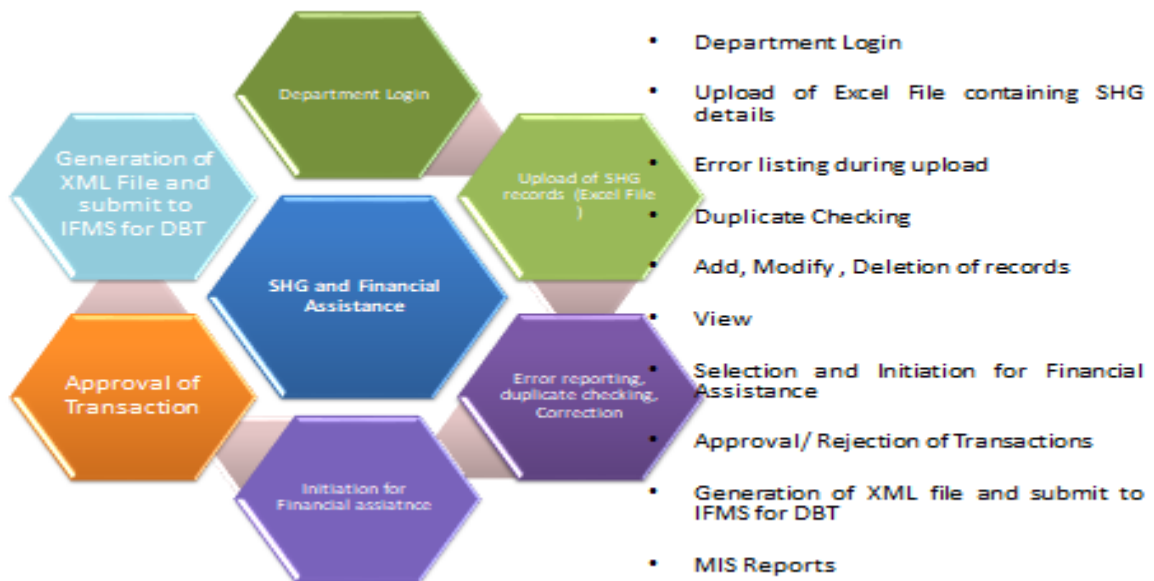 Department Login
Upload of SHG
records (Excel File
)
Error reporting,
duplicate checking,
Correction
Initiation for
Financial assiatnce
Approval of
Transaction
Generation of
XML File and
submit to
IFMS for DBT
SHG and Financial
Assistance
• Department Login
• Upload of Excel File containing SHG
details
• Error listing during upload
• Duplicate Checking
• Add, Modify , Deletion of records
• View
• Selection and Initiation for Financial
Assistance
• Approval/ Rejection of Transactions
• Generation of XML file and submit to
IFMS for DBT
• MIS Reports